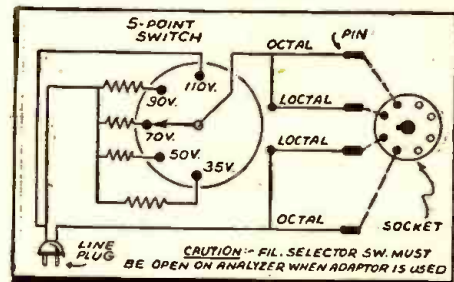 5-POINT
SWITCH
PIN
OCTAL
110V.
90V.
LOCTAL
70V.
LOCTAL
50V.
35V.
OCTAL
SOCKET
LINE
PLUG
CAUTION:- FIL. SELECTOR SW. MUST
BE OPEN ON ANALYZER WHEN ADAPTOR IS USED